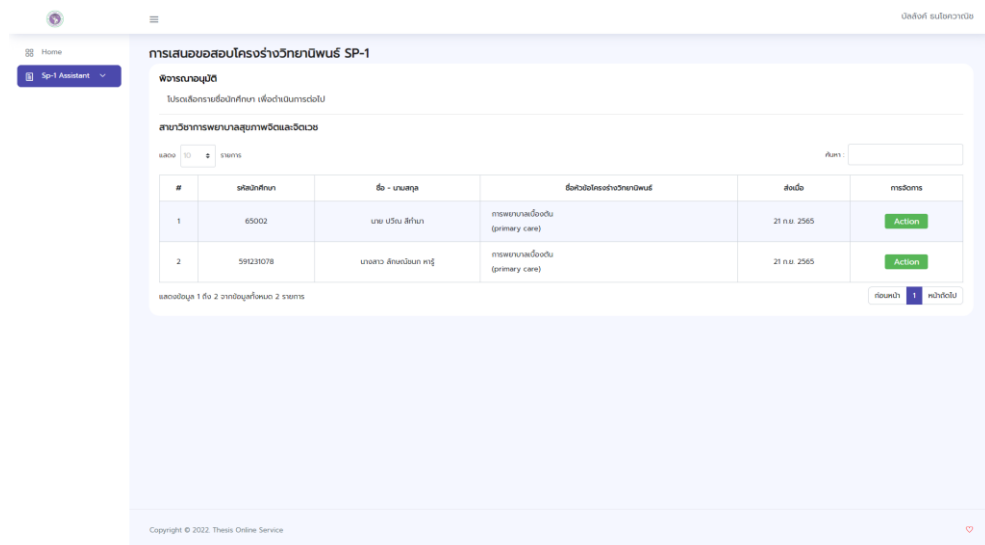 บัลลังค์ ธนโชควาณิช
Home
Sp-1 Assistant
การเสนอขอสอบโครงร่างวิทยานิพนธ์ SP-1
พิจารณาอนุมัติ
โปรดเลือกรายชื่อนักศึกษา เพื่อดำเนินการต่อไป
สาขาวิชาการพยาบาลสุขภาพจิตและจิตเวช
แสดง 10 รายการ
ค้นหา :
# รหัสนักศึกษา ชื่อ - นามสกุล ชื่อหัวข้อโครงร่างวิทยานิพนธ์ ส่งเมื่อ การจัดการ
1 65002 นาย ปวีณ สีทำมา การพยาบาลเบื้องต้น 21 ก.ย. 2565 Action
(primary care)
2 591231078 นางสาว ลักษณ์ชนก หารู้ การพยาบาลเบื้องต้น 21 ก.ย. 2565 Action
(primary care)
แสดงข้อมูล 1 ถึง 2 จากข้อมูลทั้งหมด 2 รายการ
ก่อนหน้า 1 หน้าถัดไป
Copyright © 2022. Thesis Online Service